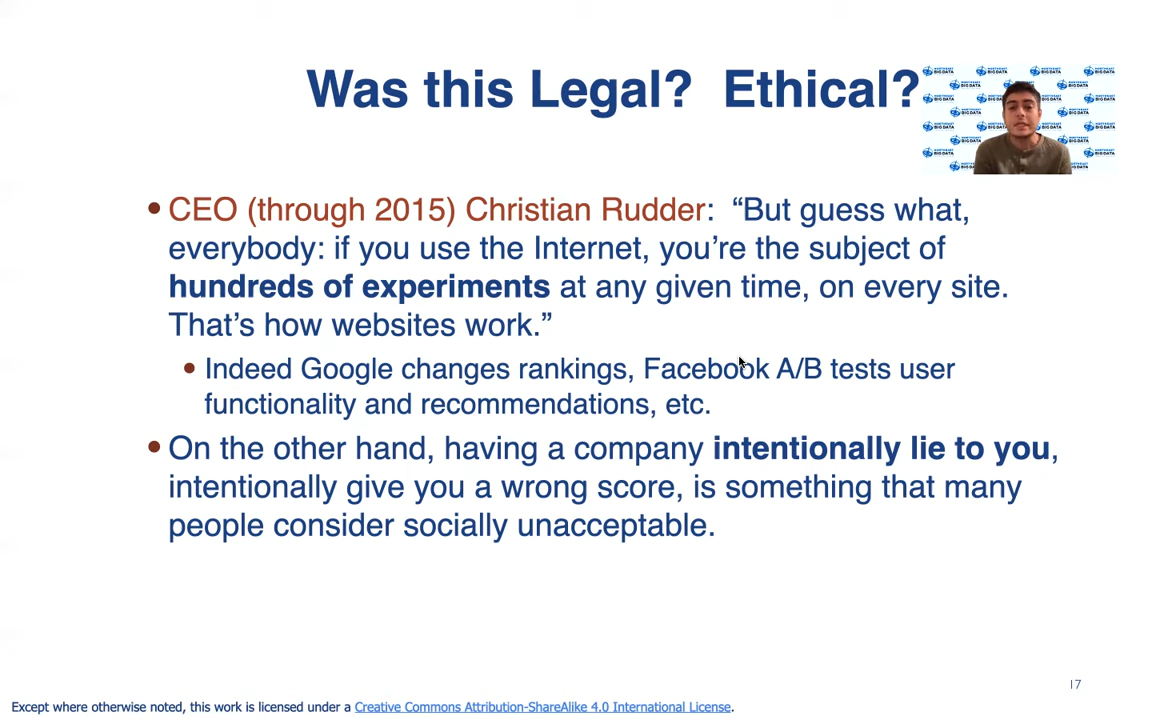 Was this Legal? Ethical?
NORTHEAST BIG DATA
• CEO (through 2015) Christian Rudder: “But guess what,
everybody: if you use the Internet, you’re the subject of
hundreds of experiments at any given time, on every site.
That’s how websites work.”
• Indeed Google changes rankings, Facebook A/B tests user
functionality and recommendations, etc.
• On the other hand, having a company intentionally lie to you,
intentionally give you a wrong score, is something that many
people consider socially unacceptable.
17
Except where otherwise noted, this work is licensed under a Creative Commons Attribution-ShareAlike 4.0 International License.